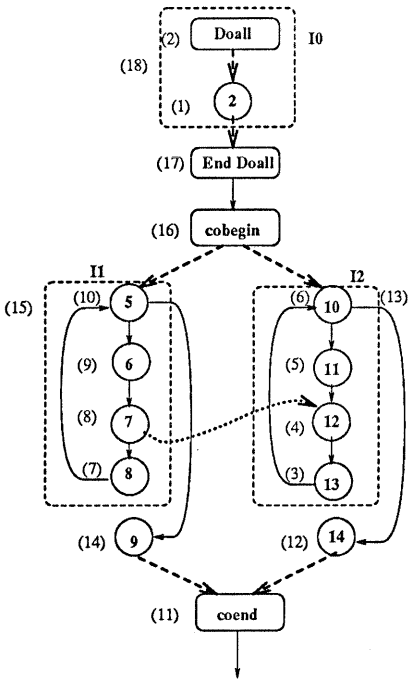 (2) Doall I0
(18)
(1) 2
(17) End Doall
(16) cobegin
I1 I2
(15) (10) 5 (6) 10 (13)
(9) 6 (5) 11
(8) 7 (4) 12
(7) 8 (3) 13
(14) 9 (12) 14
(11) coend